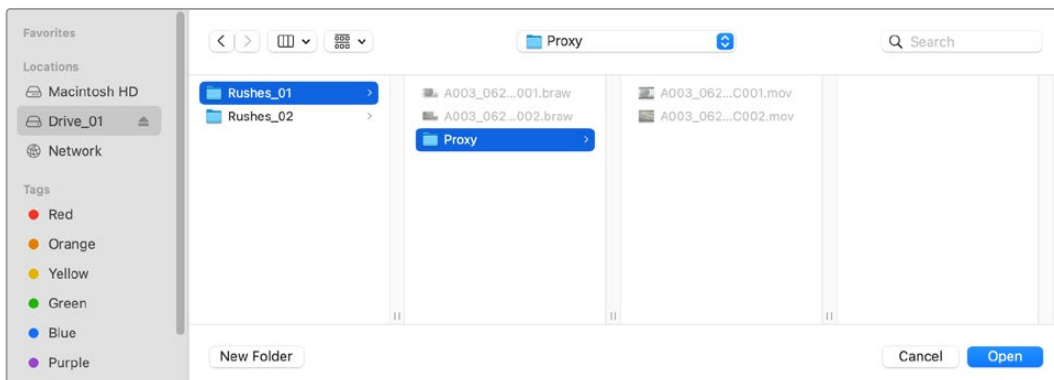 Favorites
Locations
Macintosh HD
Drive_01
Network
Tags
Red
Orange
Yellow
Green
Blue
Purple
Proxy
Search
Rushes_01
Rushes_02
A003_062...001.braw
A003_062...002.braw
Proxy
A003_062...C001.mov
A003_062...C002.mov
New Folder
Cancel
Open